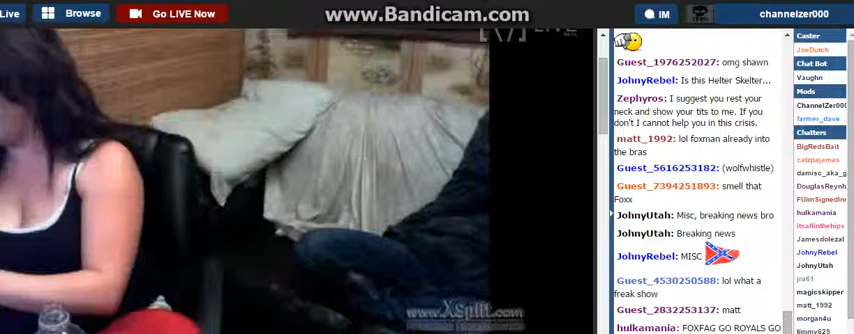 www.Bandicam.com
Live
Browse
Go LIVE Now
IM
channelzer000
LIVE
www.XSplit.com
Guest_1976252027: omg shawn
JohnyRebel: Is this Helter Skelter...
Zephyros: I suggest you rest your
neck and show your tits to me. If you
don't I cannot help you in this crisis.
matt_1992: lol foxman already into
the bras
Guest_5616253182: (wolfwhistle)
Guest_7394251893: smell that
Foxx
JohnyUtah: Misc, breaking news bro
JohnyUtah: Breaking news
JohnyRebel: MISC
Guest_4530250588: lol what a
freak show
Guest_2832253137: matt
hulkamania: FOXFAG GO ROYALS GO
Caster
JoeDutch
Chat Bot
Vaughn
Mods
ChannelZer000
farmer_dave
Chatters
BigRedsBait
catzpajemas
damisc_aka_g
DouglasReynh
FUimSignedInn
hulkamania
itsallinthehips
Jamesdolezal
JohnyRebel
JohnyUtah
jra61
magicskipper
matt_1992
morgan4u
timmy625